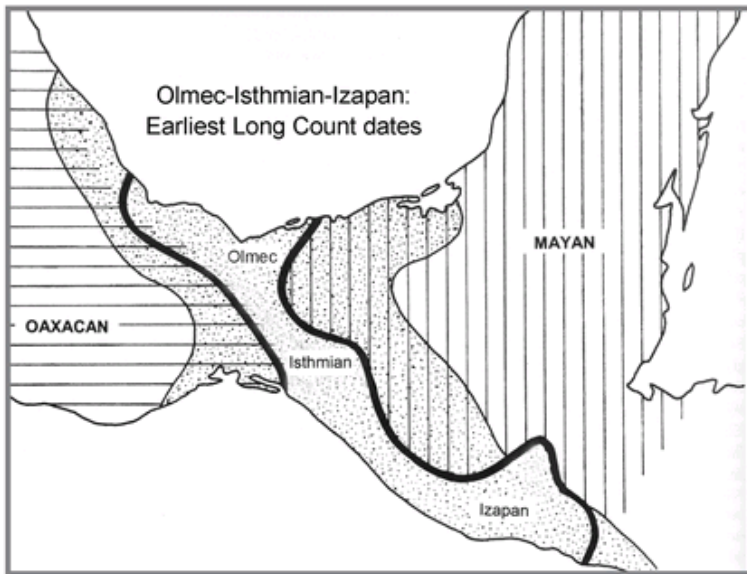 Olmec-Isthmian-Izapan:
Earliest Long Count dates
Olmec
MAYAN
OAXACAN
Isthmian
Izapan